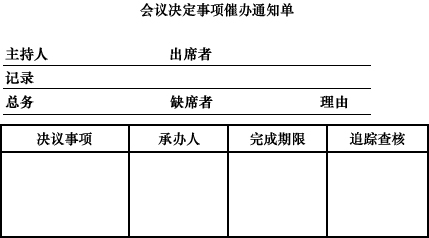 会议决定事项催办通知单
主持人 出席者
记录
总务 缺席者 理由
决议事项 承办人 完成期限 追踪查核